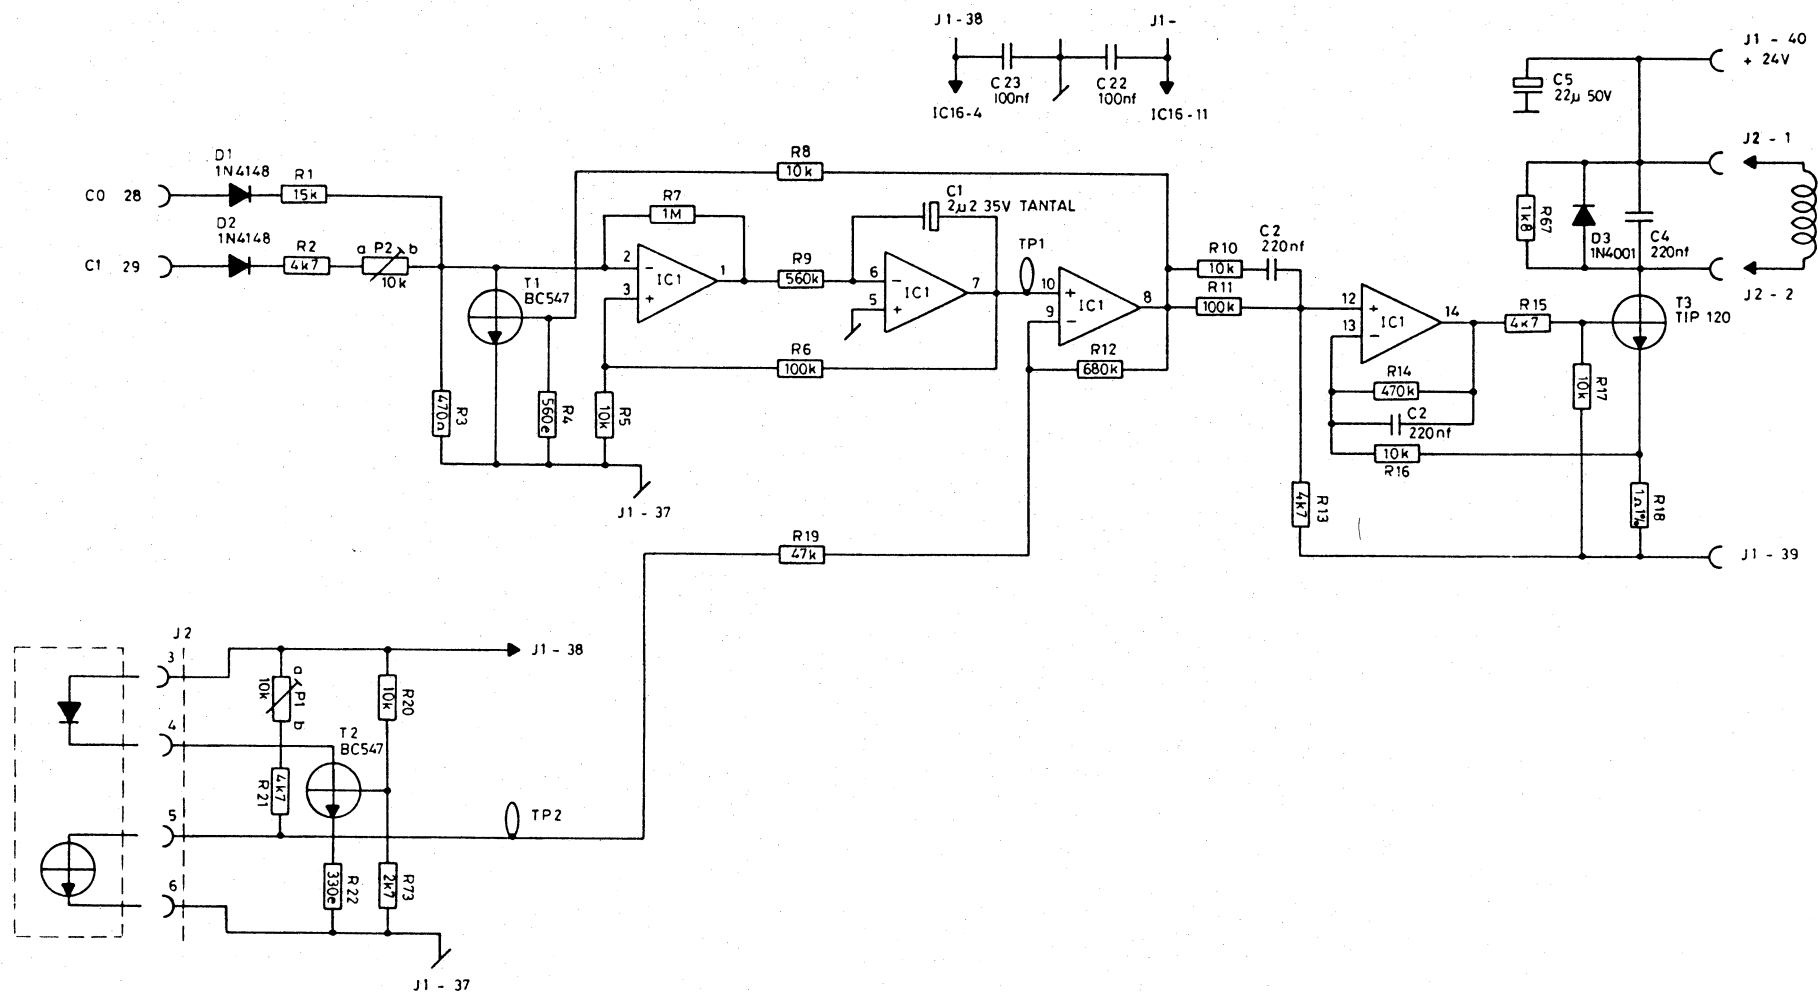 J1-38
J1-
C23
100nf
C22
100nf
IC16-4
IC16-11
J1 - 40
+ 24V
C5
22µ 50V
J2 - 1
R67
1k8
D3
1N4001
C4
220nf
J2 - 2
D1
1N4148
R1
15k
C0 28
D2
1N4148
R2
4k7
a P2 b
10k
C1 29
R8
10k
R7
1M
C1
2µ2 35V TANTAL
T1
BC547
2
-
3
+
IC1
1
R9
560k
6
-
5
+
IC1
7
TP1
10
+
9
-
IC1
8
R10
10k
C2
220nf
R11
100k
12
+
13
-
IC1
14
R15
4k7
T3
TIP 120
R6
100k
R12
680k
R14
470k
C2
220nf
10k
R16
R17
10k
R3
470Ω
R4
560e
R5
10k
J1 - 37
R13
4k7
R18
1Ω1%
R19
47k
J1 - 39
J2
3
J1 - 38
a
P1
10k
b
R20
10k
4
T2
BC547
R21
4k7
5
TP2
6
R22
330e
R73
2k7
J1 - 37